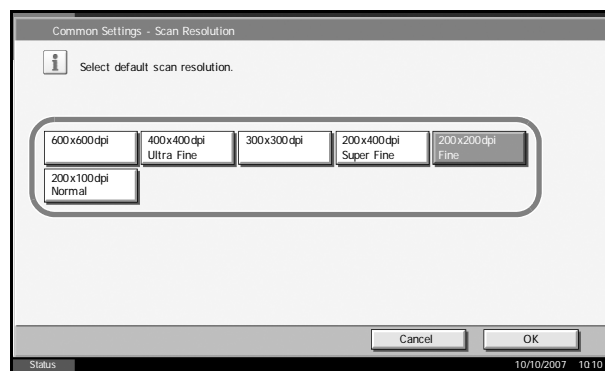 Common Settings - Scan Resolution
i
Select default scan resolution.
600x600dpi
400x400dpi
Ultra Fine
300x300dpi
200x400dpi
Super Fine
200x200dpi
Fine
200x100dpi
Normal
Cancel
OK
Status
10/10/2007 10:10